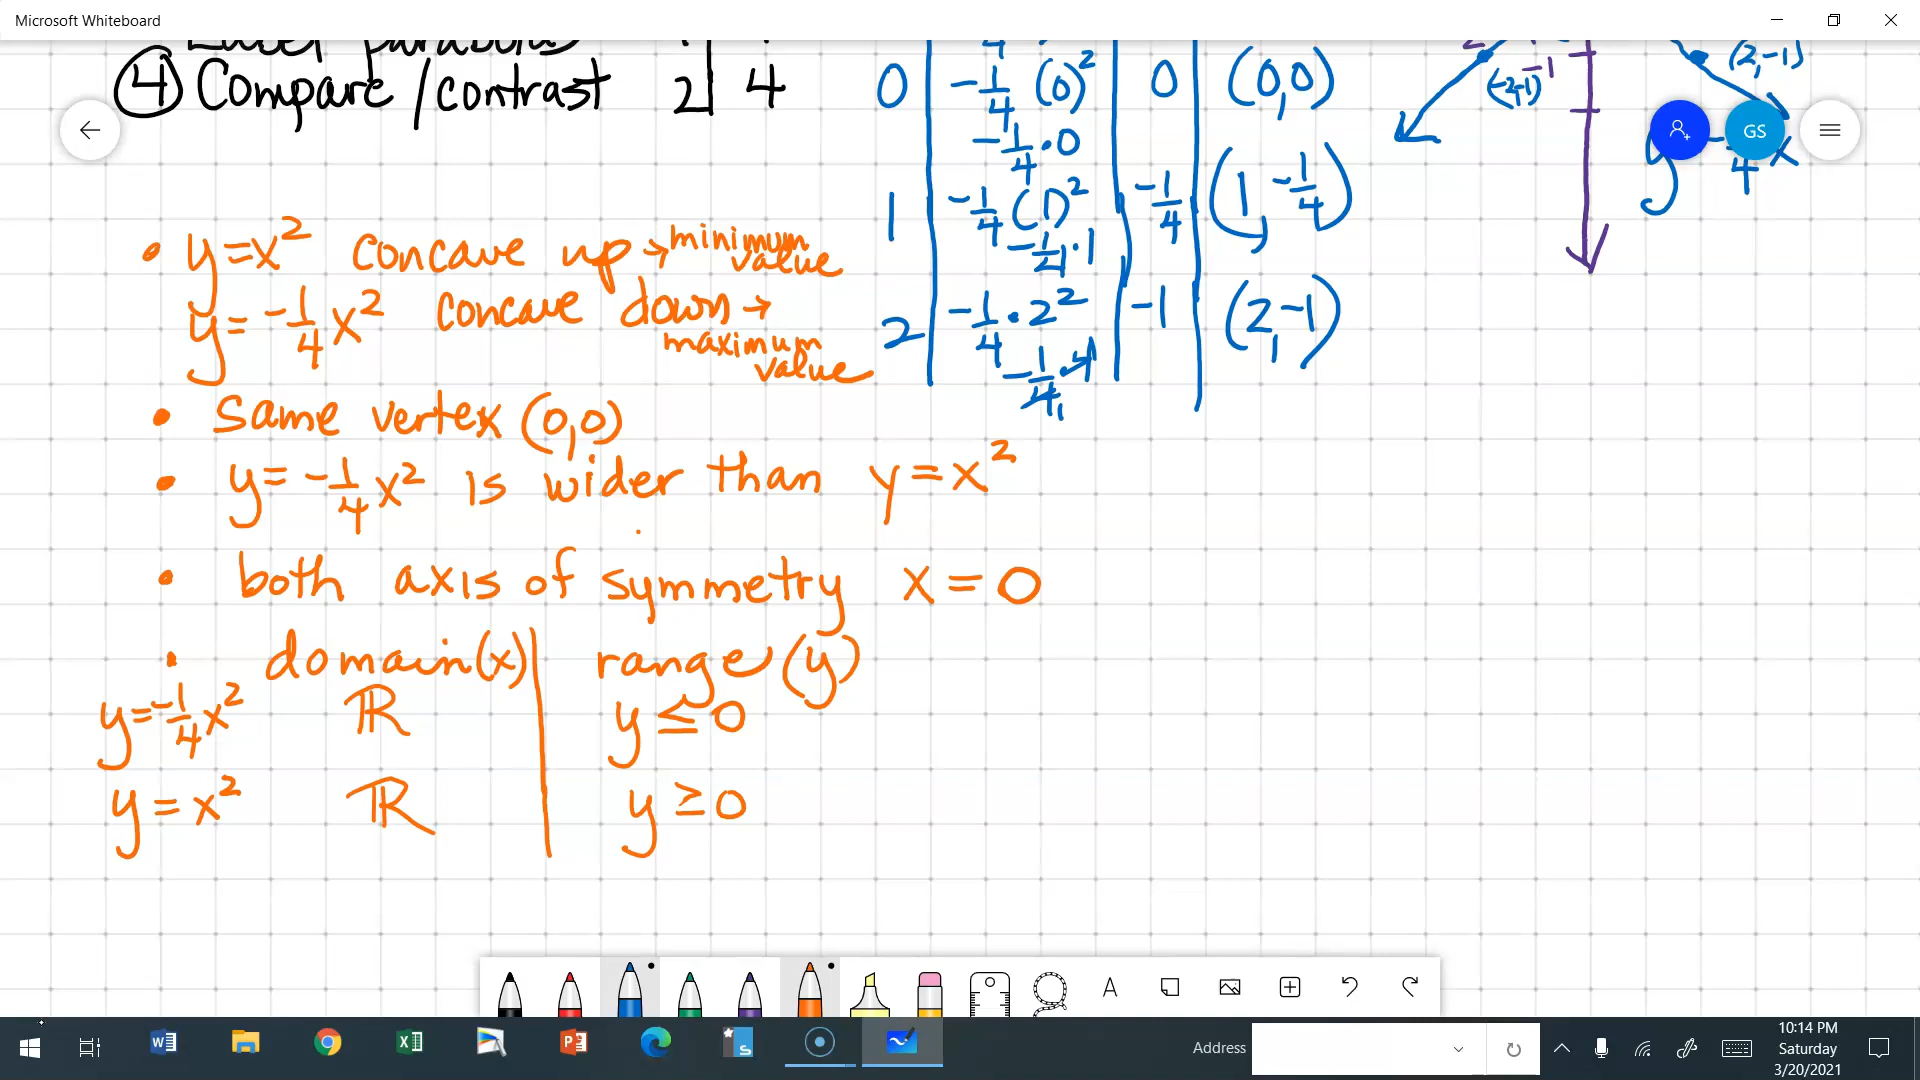 Microsoft Whiteboard
Label parabola
④ Compare/contrast 2 | 4
0 | -1/4 (0)² | 0 | (0,0)
-1/4 • 0
1 | -1/4 (1)² | -1/4 | (1, -1/4)
-1/4 • 1
2 | -1/4 • 2² | -1 | (2, -1)
-1/4 • 4
1
(-2,-1)
-1
(2,-1)
GS
• y=x² concave up → minimum value
y= -1/4 x² concave down → maximum value
• Same vertex (0,0)
• y= -1/4 x² is wider than y=x²
• both axis of symmetry x = 0
• domain(x) | range (y)
y= -1/4 x² ℝ | y ≤ 0
y = x² ℝ | y ≥ 0
Address
10:14 PM
Saturday
3/20/2021